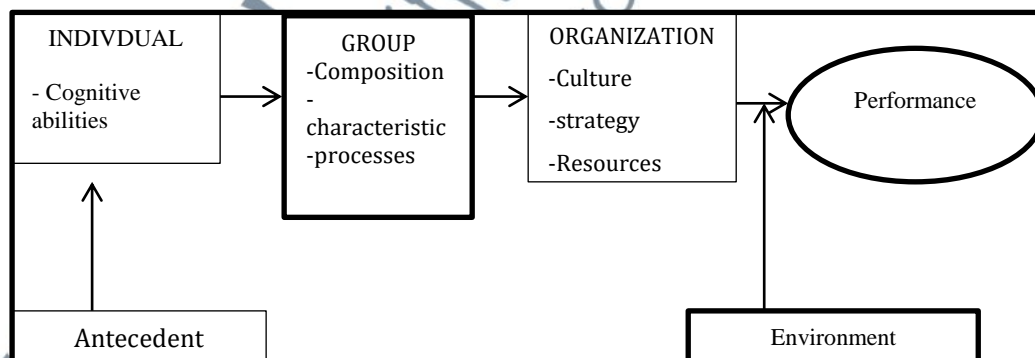 INDIVDUAL
- Cognitive
abilities
GROUP
-Composition
-
characteristic
-processes
ORGANIZATION
-Culture
-strategy
-Resources
Performance
Antecedent
Environment